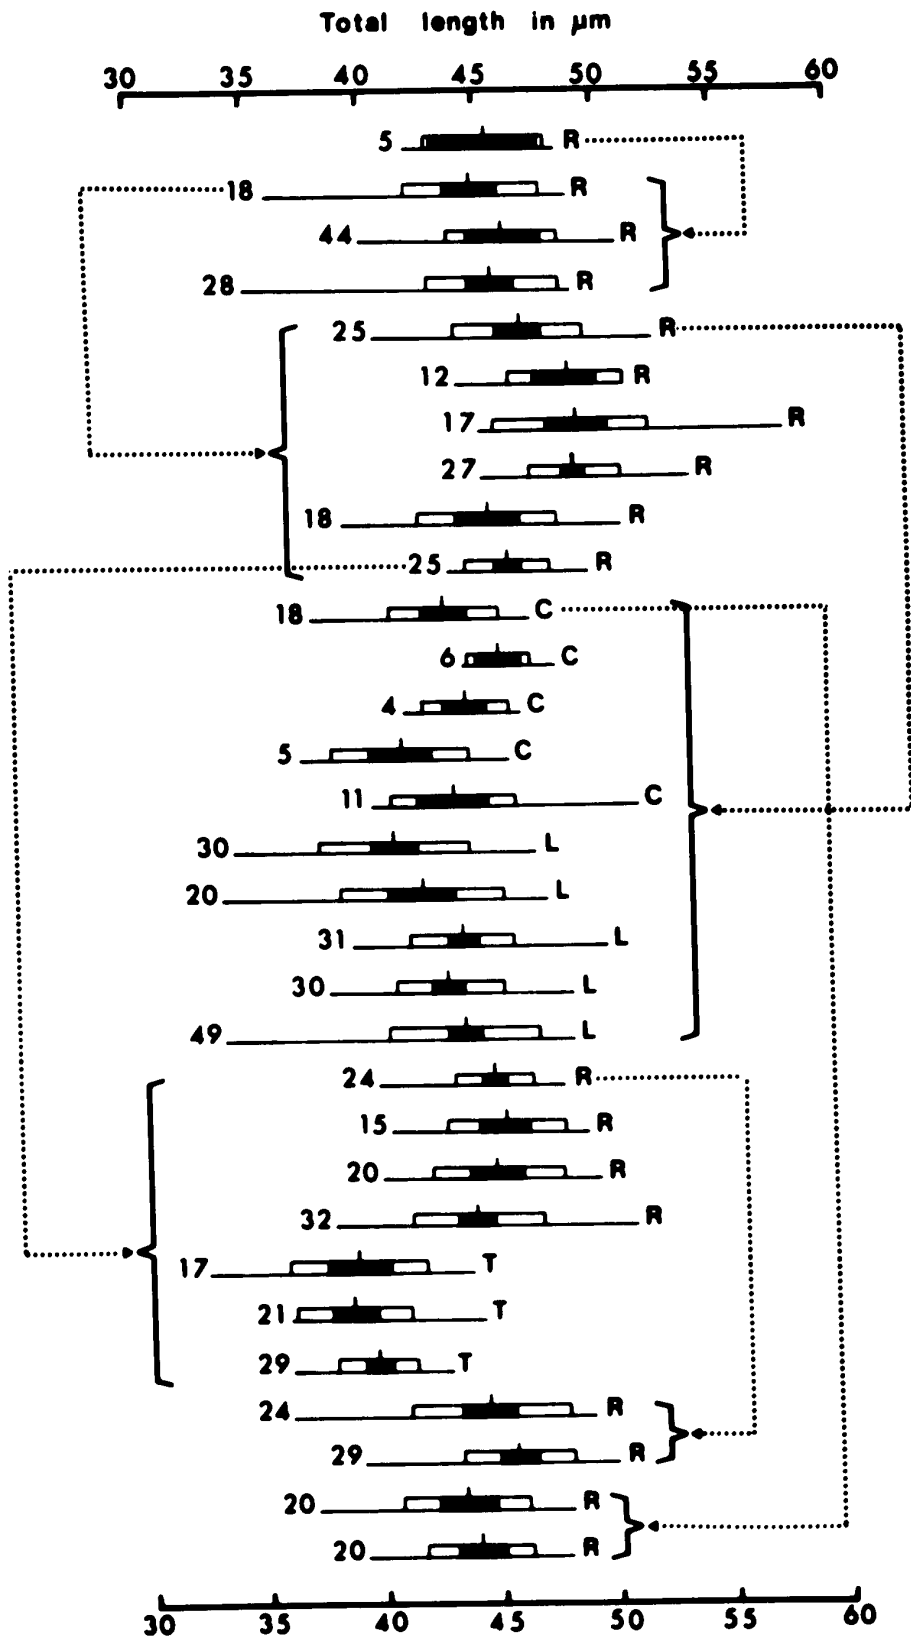 Total length in µm
30 35 40 45 50 55 60
5 R
18 R
44 R
28 R
25 R
12 R
17 R
27 R
18 R
25 R
18 C
6 C
4 C
5 C
11 C
30 L
20 L
31 L
30 L
49 L
24 R
15 R
20 R
32 R
17 T
21 T
29 T
24 R
29 R
20 R
20 R
30 35 40 45 50 55 60